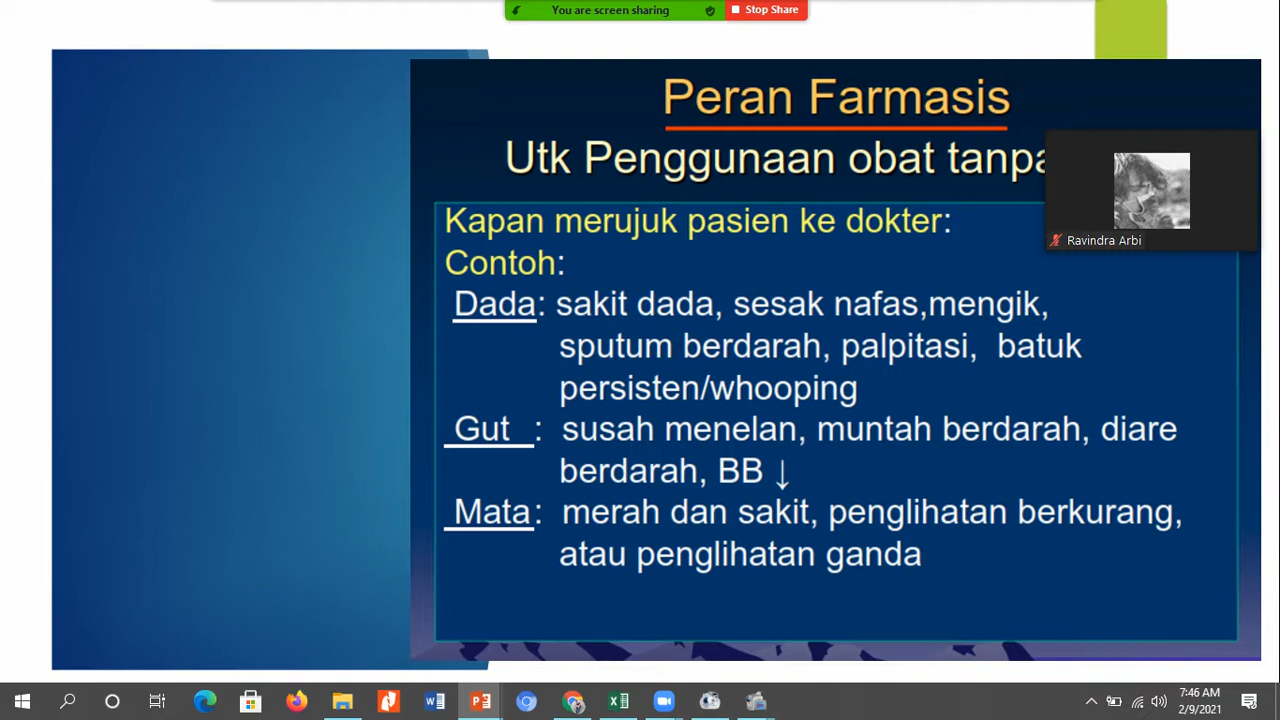 You are screen sharing
Stop Share
Peran Farmasis
Utk Penggunaan obat tanpa
Ravindra Arbi
Kapan merujuk pasien ke dokter:
Contoh:
Dada: sakit dada, sesak nafas,mengik,
sputum berdarah, palpitasi, batuk
persisten/whooping
Gut : susah menelan, muntah berdarah, diare
berdarah, BB ↓
Mata: merah dan sakit, penglihatan berkurang,
atau penglihatan ganda
7:46 AM
2/9/2021